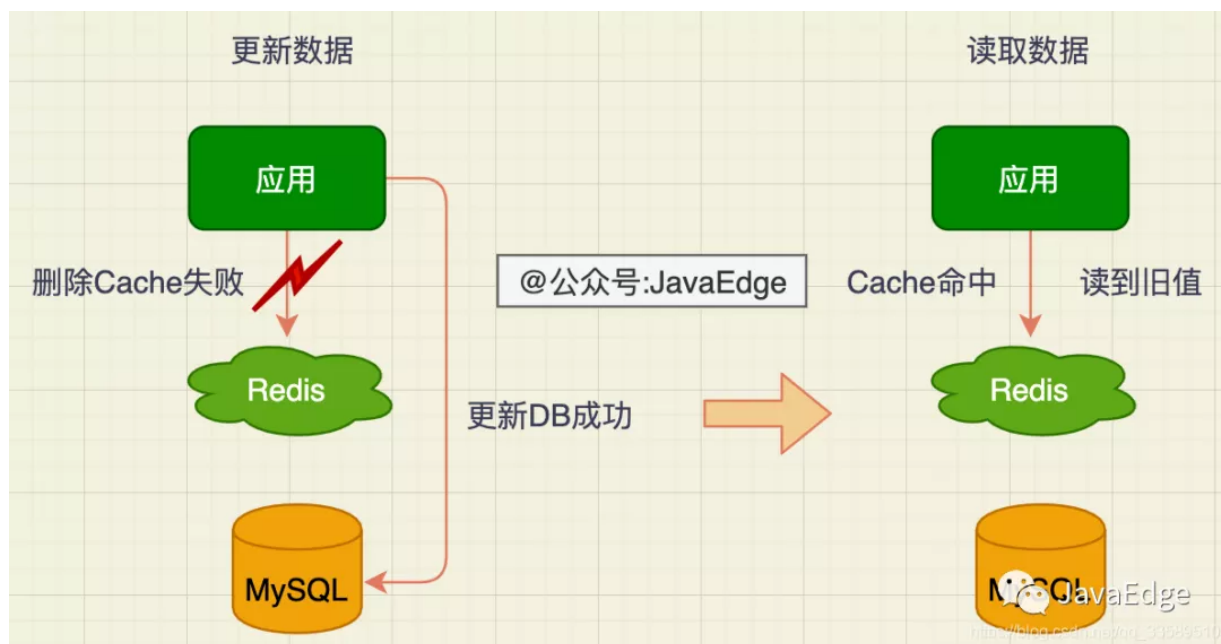 更新数据
读取数据
应用
应用
删除Cache失败
@公众号:JavaEdge
Cache命中
读到旧值
Redis
Redis
更新DB成功
MySQL
MySQL
JavaEdge